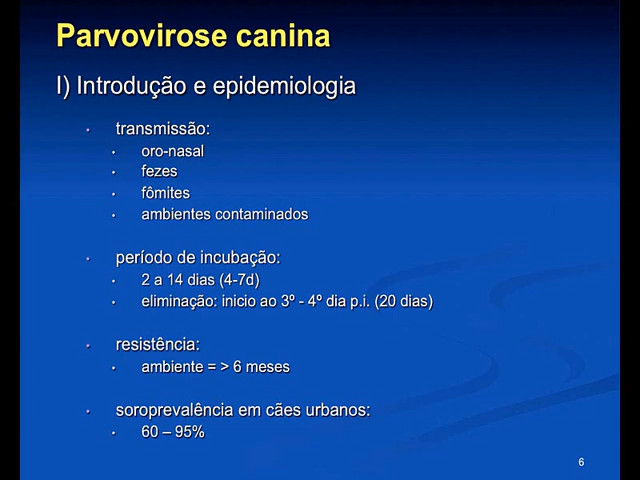 Parvovirose canina
I) Introdução e epidemiologia
• transmissão:
• oro-nasal
• fezes
• fômites
• ambientes contaminados
• período de incubação:
• 2 a 14 dias (4-7d)
• eliminação: inicio ao 3º - 4º dia p.i. (20 dias)
• resistência:
• ambiente = > 6 meses
• soroprevalência em cães urbanos:
• 60 – 95%
6